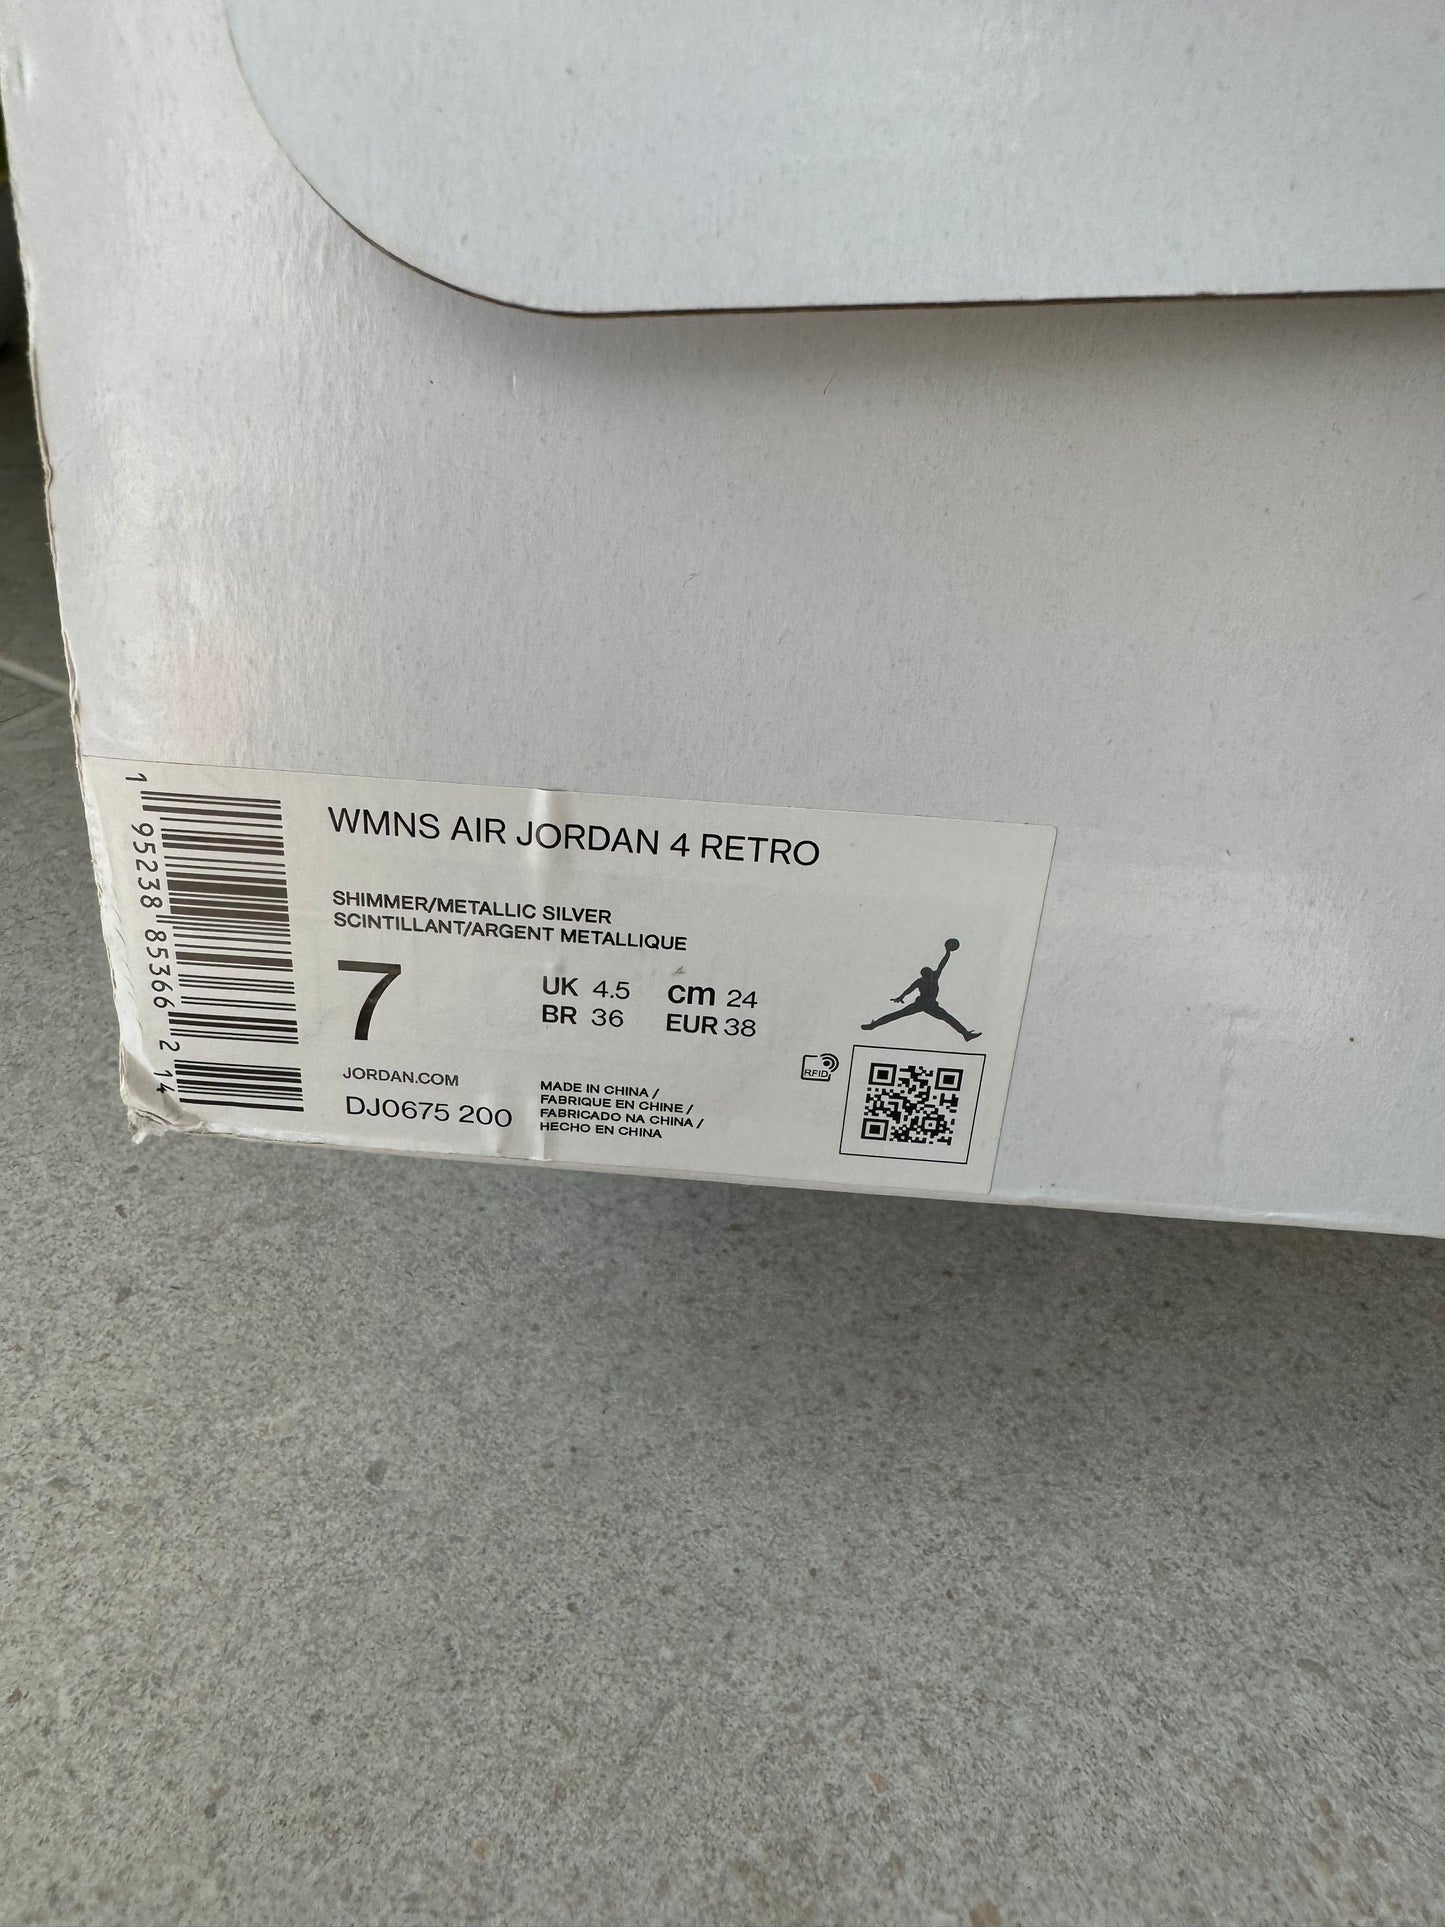 WMNS AIR JORDAN 4 RETRO
SHIMMER/METALLIC SILVER
SCINTILLANT/ARGENT METALLIQUE
7
UK 4.5 cm 24
BR 36 EUR 38
JORDAN.COM
DJ0675 200
MADE IN CHINA /
FABRIQUE EN CHINE /
FABRICADO NA CHINA /
HECHO EN CHINA
RFID
1 95238 85366 2 14